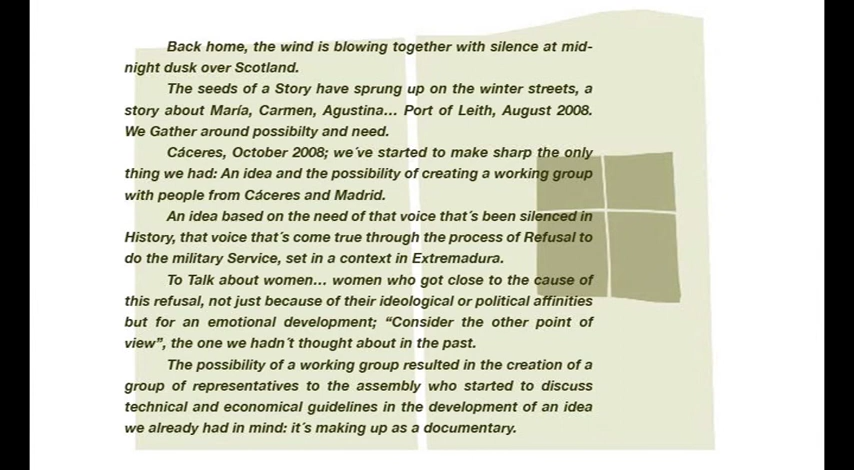 Back home, the wind is blowing together with silence at mid-
night dusk over Scotland.
The seeds of a Story have sprung up on the winter streets, a
story about María, Carmen, Agustina... Port of Leith, August 2008.
We Gather around possibilty and need.
Cáceres, October 2008; we´ve started to make sharp the only
thing we had: An idea and the possibility of creating a working group
with people from Cáceres and Madrid.
An idea based on the need of that voice that´s been silenced in
History, that voice that´s come true through the process of Refusal to
do the military Service, set in a context in Extremadura.
To Talk about women... women who got close to the cause of
this refusal, not just because of their ideological or political affinities
but for an emotional development; “Consider the other point of
view”, the one we hadn´t thought about in the past.
The possibility of a working group resulted in the creation of a
group of representatives to the assembly who started to discuss
technical and economical guidelines in the development of an idea
we already had in mind: it´s making up as a documentary.